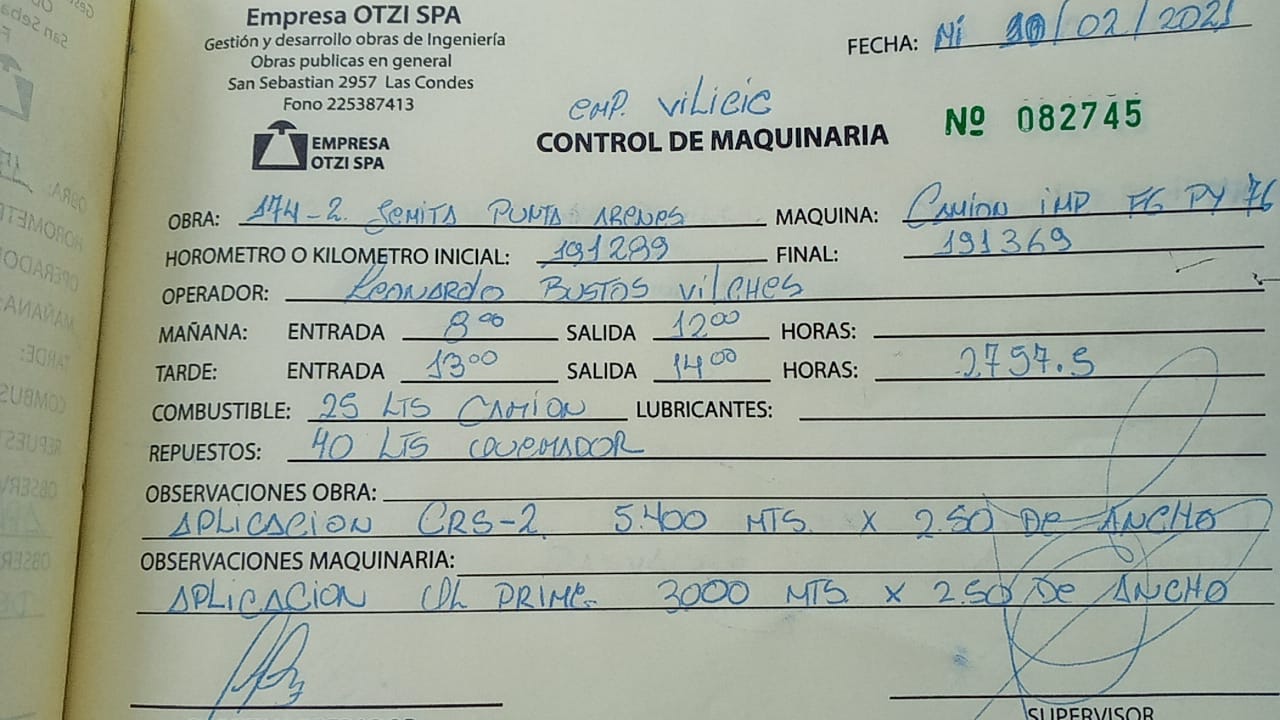 Empresa OTZI SPA
Gestión y desarrollo obras de Ingeniería
Obras publicas en general
San Sebastian 2957 Las Condes
Fono 225387413
EMPRESA
OTZI SPA
FECHA: Mi /02/2021
EMP. ViLICIC
CONTROL DE MAQUINARIA
Nº 082745
OBRA: 174-2 SEMITA PUNTA ARENES MAQUINA: CAMION IMP FG PY 76
HOROMETRO O KILOMETRO INICIAL: 191289 FINAL: 191369
OPERADOR: LEONARDO BUSTOS VILCHES
MAÑANA: ENTRADA 8 00 SALIDA 12 00 HORAS:
TARDE: ENTRADA 13 00 SALIDA 14 00 HORAS: 2797.5
COMBUSTIBLE: 25 LTS CAMION LUBRICANTES:
REPUESTOS: 40 LTS
OBSERVACIONES OBRA:
APLICACION CRS-2 5.400 MTS. X 2.50 DE ANCHO
OBSERVACIONES MAQUINARIA:
APLICACION PRIME 3000 MTS X 2.50 DE ANCHO
SUPERVISOR